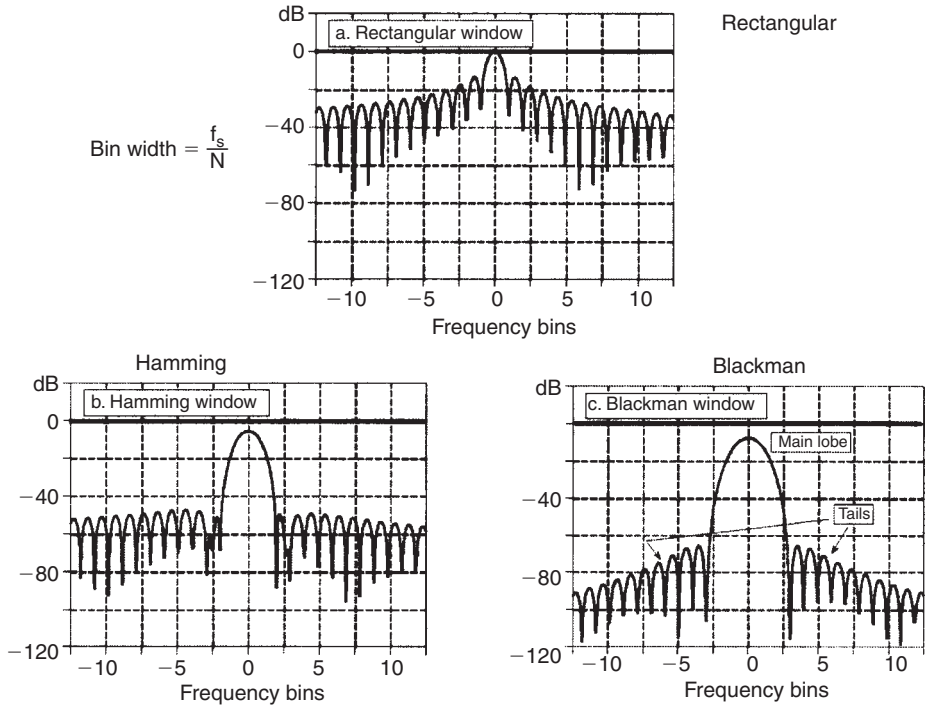 Rectangular
dB
a. Rectangular window
0
−40
−80
−120
−10 −5 0 5 10
Frequency bins
Bin width = fs/N
Hamming
dB
b. Hamming window
0
−40
−80
−120
−10 −5 0 5 10
Frequency bins
Blackman
dB
c. Blackman window
Main lobe
−40
Tails
−80
−120
−10 −5 0 5 10
Frequency bins